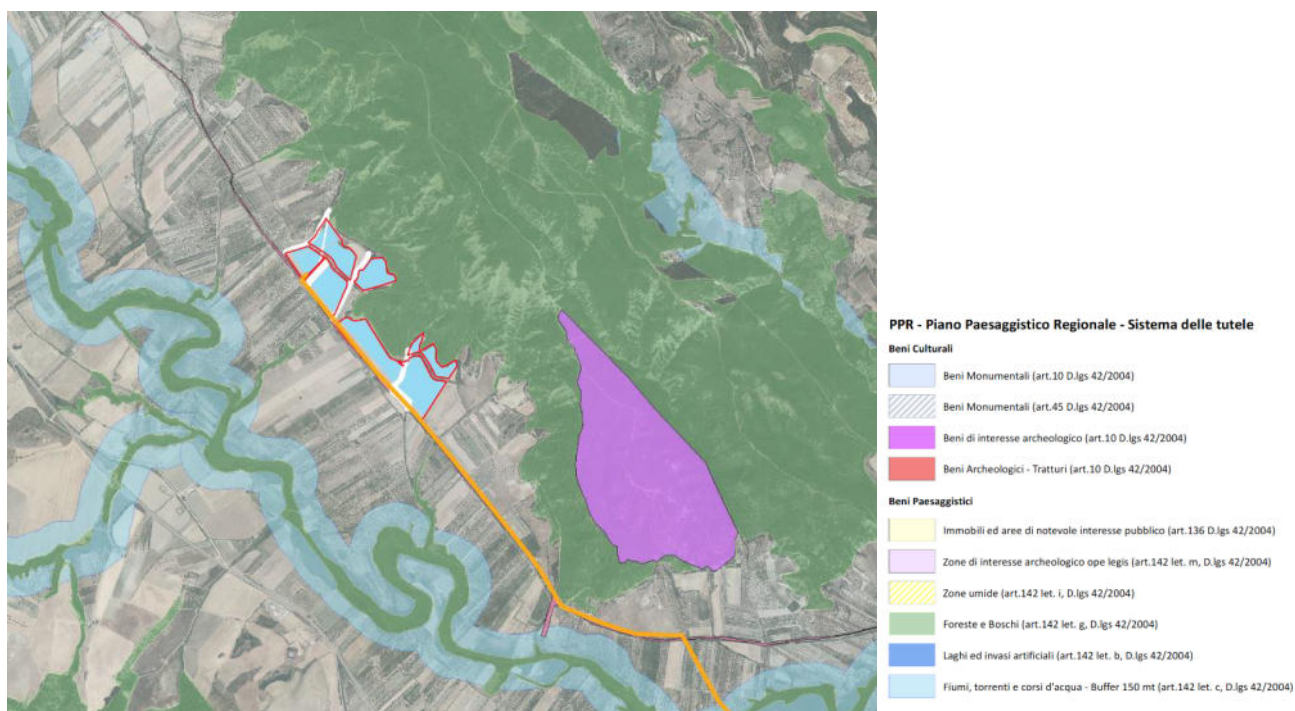 PPR - Piano Paesaggistico Regionale - Sistema delle tutele
Beni Culturali
Beni Monumentali (art.10 D.lgs 42/2004)
Beni Monumentali (art.45 D.lgs 42/2004)
Beni di interesse archeologico (art.10 D.lgs 42/2004)
Beni Archeologici - Tratturi (art.10 D.lgs 42/2004)
Beni Paesaggistici
Immobili ed aree di notevole interesse pubblico (art.136 D.lgs 42/2004)
Zone di interesse archeologico ope legis (art.142 let. m, D.lgs 42/2004)
Zone umide (art.142 let. i, D.lgs 42/2004)
Foreste e Boschi (art.142 let. g, D.lgs 42/2004)
Laghi ed invasi artificiali (art.142 let. b, D.lgs 42/2004)
Fiumi, torrenti e corsi d'acqua - Buffer 150 mt (art.142 let. c, D.lgs 42/2004)